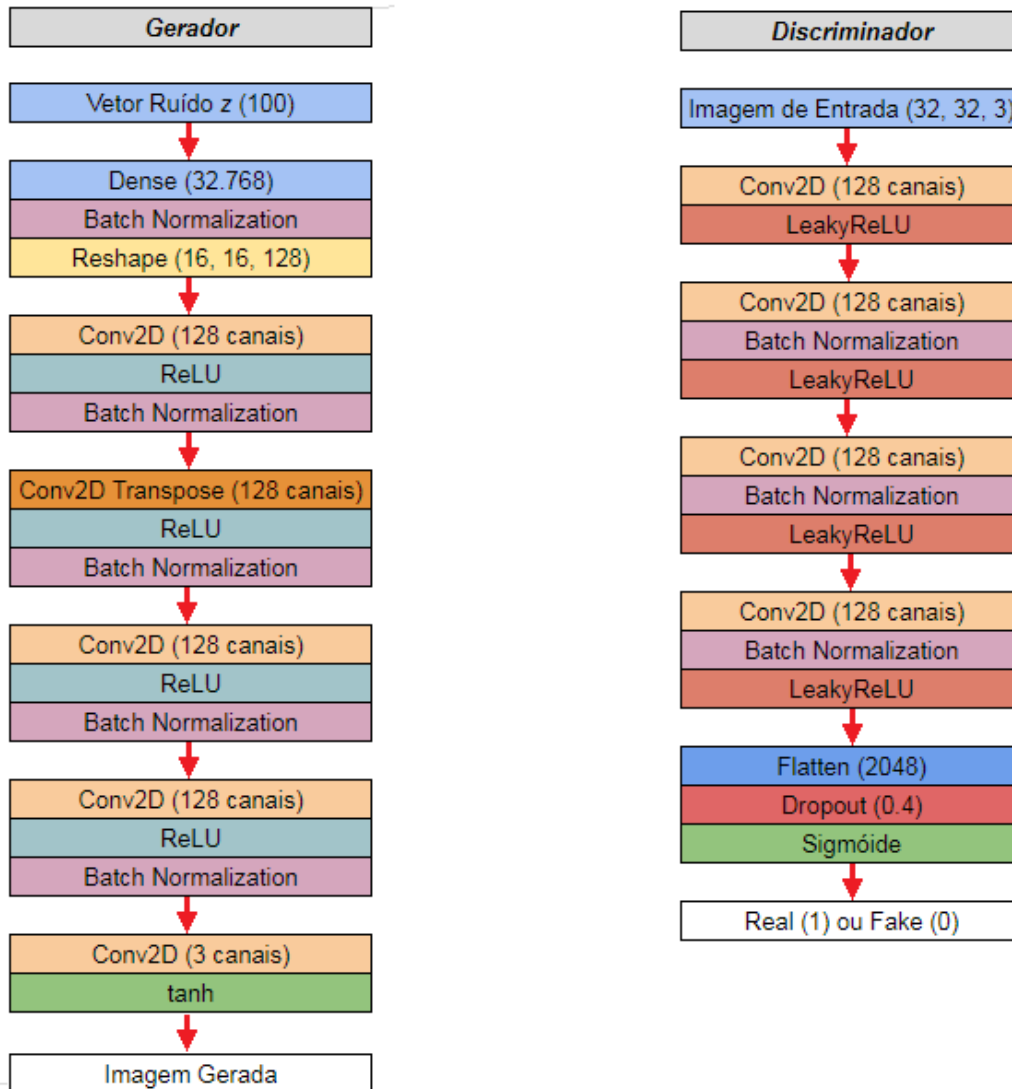 Gerador
Vetor Ruído z (100)
Dense (32.768)
Batch Normalization
Reshape (16, 16, 128)
Conv2D (128 canais)
ReLU
Batch Normalization
Conv2D Transpose (128 canais)
ReLU
Batch Normalization
Conv2D (128 canais)
ReLU
Batch Normalization
Conv2D (128 canais)
ReLU
Batch Normalization
Conv2D (3 canais)
tanh
Imagem Gerada
Discriminador
Imagem de Entrada (32, 32, 3)
Conv2D (128 canais)
LeakyReLU
Conv2D (128 canais)
Batch Normalization
LeakyReLU
Conv2D (128 canais)
Batch Normalization
LeakyReLU
Conv2D (128 canais)
Batch Normalization
LeakyReLU
Flatten (2048)
Dropout (0.4)
Sigmóide
Real (1) ou Fake (0)